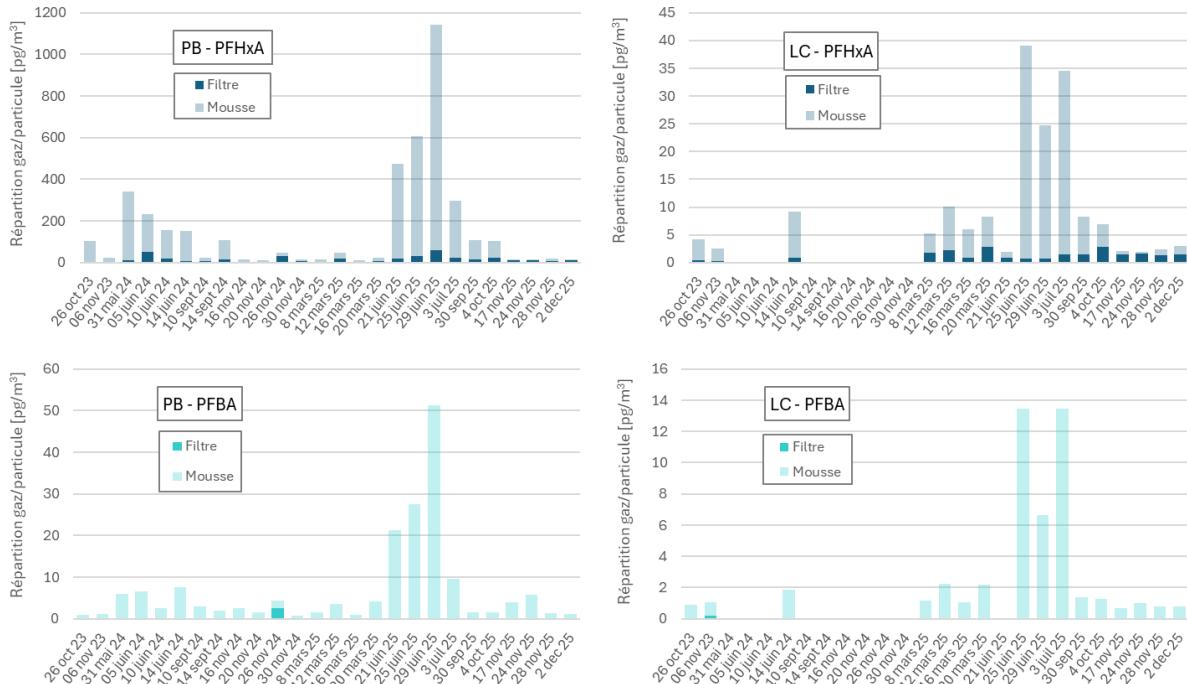 Répartition gaz/particule [pg/m³]
1200
1000
800
600
400
200
0
PB - PFHxA
Filtre
Mousse
26 oct 23
06 nov 23
31 mai 24
05 juin 24
10 juin 24
14 juin 24
10 sept 24
14 sept 24
16 nov 24
20 nov 24
26 nov 24
30 nov 24
8 mars 25
12 mars 25
16 mars 25
20 mars 25
21 juin 25
25 juin 25
29 juin 25
3 juil 25
30 sept 25
4 oct 25
17 nov 25
24 nov 25
28 nov 25
2 dec 25
Répartition gaz/particule [pg/m³]
45
40
35
30
25
20
15
10
5
0
LC - PFHxA
Filtre
Mousse
26 oct 23
06 nov 23
31 mai 24
05 juin 24
10 juin 24
14 juin 24
10 sept 24
14 sept 24
16 nov 24
20 nov 24
26 nov 24
30 nov 24
8 mars 25
12 mars 25
16 mars 25
20 mars 25
21 juin 25
25 juin 25
29 juin 25
3 juil 25
30 sept 25
4 oct 25
17 nov 25
24 nov 25
28 nov 25
2 dec 25
Répartition gaz/particule [pg/m³]
60
50
40
30
20
10
0
PB - PFBA
Filtre
Mousse
26 oct 23
06 nov 23
31 mai 24
05 juin 24
10 juin 24
14 juin 24
10 sept 24
14 sept 24
16 nov 24
20 nov 24
26 nov 24
30 nov 24
8 mars 25
12 mars 25
16 mars 25
20 mars 25
21 juin 25
25 juin 25
29 juin 25
3 juil 25
30 sept 25
4 oct 25
17 nov 25
24 nov 25
28 nov 25
2 dec 25
Répartition gaz/particule [pg/m³]
16
14
12
10
8
6
4
2
0
LC - PFBA
Filtre
Mousse
26 oct 23
06 nov 23
31 mai 24
05 juin 24
10 juin 24
14 juin 24
10 sept 24
14 sept 24
16 nov 24
20 nov 24
26 nov 24
30 nov 24
8 mars 25
12 mars 25
16 mars 25
20 mars 25
21 juin 25
25 juin 25
29 juin 25
3 juil 25
30 sept 25
4 oct 25
17 nov 25
24 nov 25
28 nov 25
2 dec 25